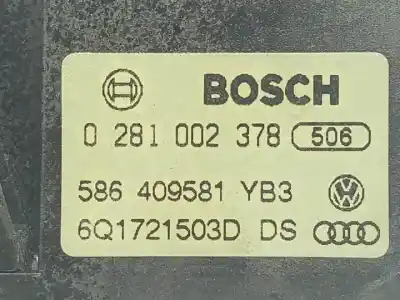 BOSCH
0 281 002 378 506
586 409581 YB3
6Q1721503D DS